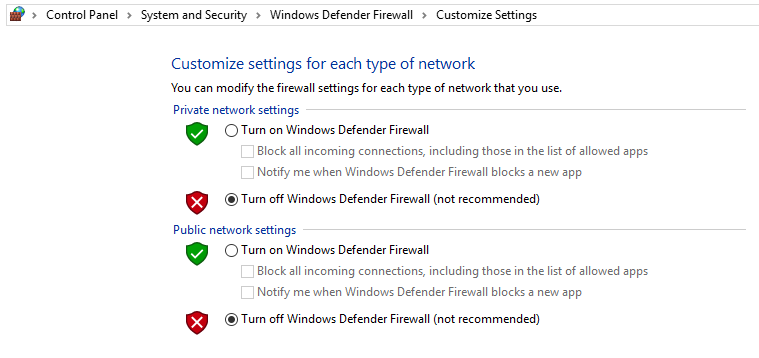 Control Panel > System and Security > Windows Defender Firewall > Customize Settings
Customize settings for each type of network
You can modify the firewall settings for each type of network that you use.
Private network settings
Turn on Windows Defender Firewall
Block all incoming connections, including those in the list of allowed apps
Notify me when Windows Defender Firewall blocks a new app
Turn off Windows Defender Firewall (not recommended)
Public network settings
Turn on Windows Defender Firewall
Block all incoming connections, including those in the list of allowed apps
Notify me when Windows Defender Firewall blocks a new app
Turn off Windows Defender Firewall (not recommended)